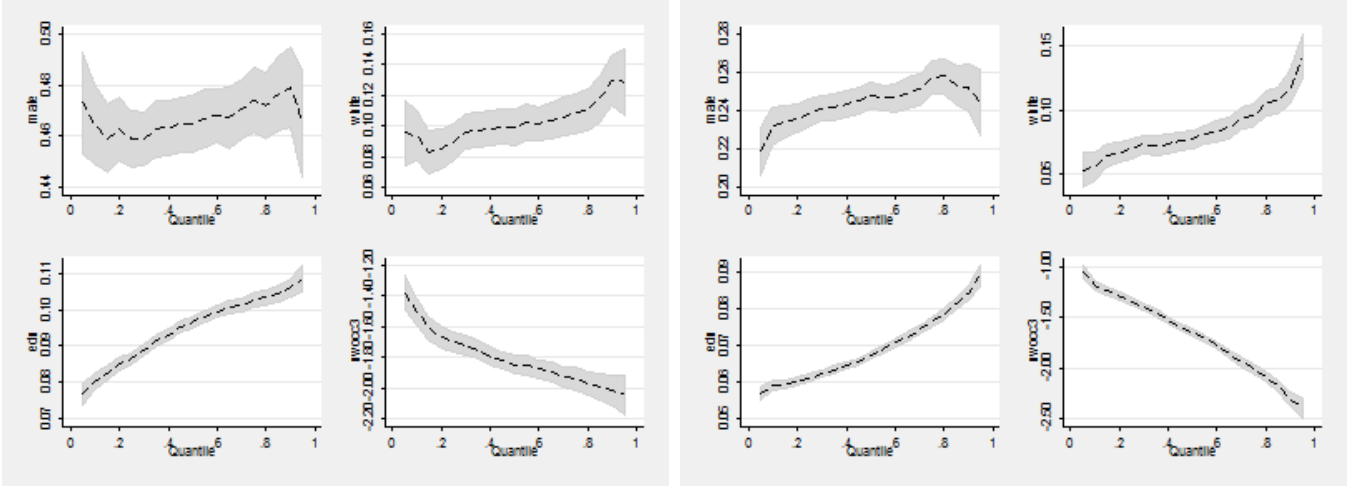 male
0.44 0.46 0.48 0.50
0 .2 .4 .6 .8 1
Quantile
white
0.06 0.08 0.10 0.12 0.14 0.16
0 .2 .4 .6 .8 1
Quantile
male
0.20 0.22 0.24 0.26 0.28
0 .2 .4 .6 .8 1
Quantile
white
0.05 0.10 0.15
0 .2 .4 .6 .8 1
Quantile
0.07 0.08 0.09 0.10 0.11
0 .2 .4 .6 .8 1
Quantile
-2.20 -2.00 -1.80 -1.60 -1.40 -1.20
0 .2 .4 .6 .8 1
Quantile
0.05 0.06 0.07 0.08 0.09
0 .2 .4 .6 .8 1
Quantile
-2.50 -2.00 -1.50 -1.00
0 .2 .4 .6 .8 1
Quantile